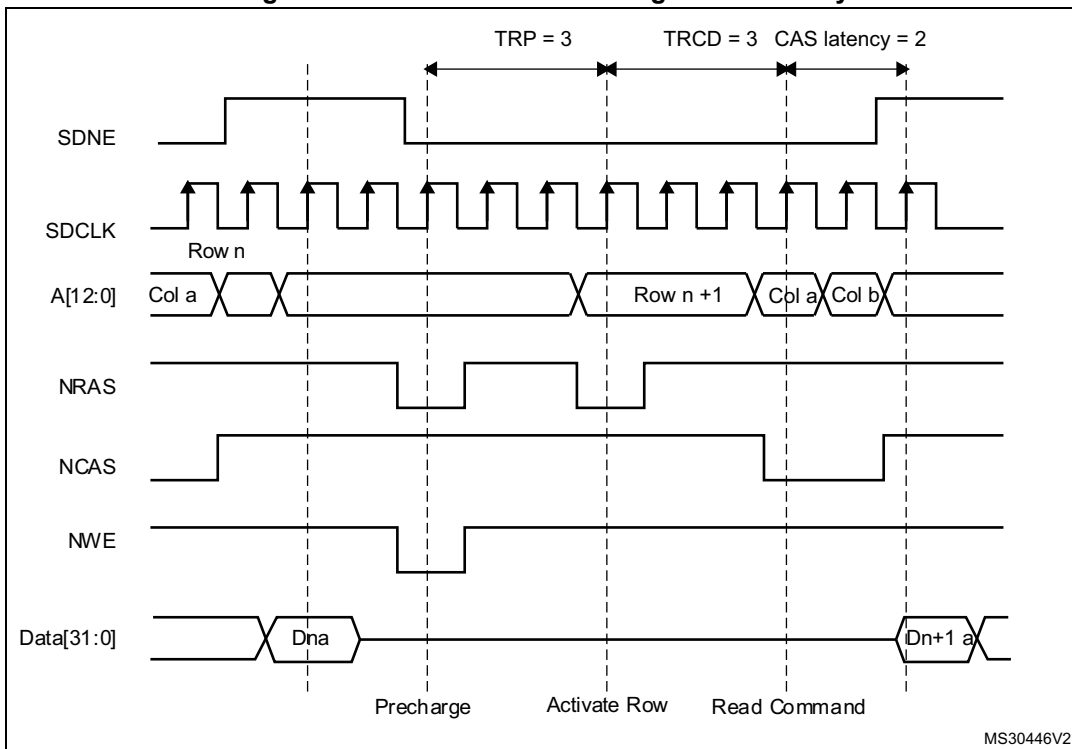 TRP = 3 TRCD = 3 CAS latency = 2
SDNE
SDCLK
Row n
A[12:0] Col a Row n +1 Col a Col b
NRAS
NCAS
NWE
Data[31:0] Dna Dn+1 a
Precharge Activate Row Read Command
MS30446V2